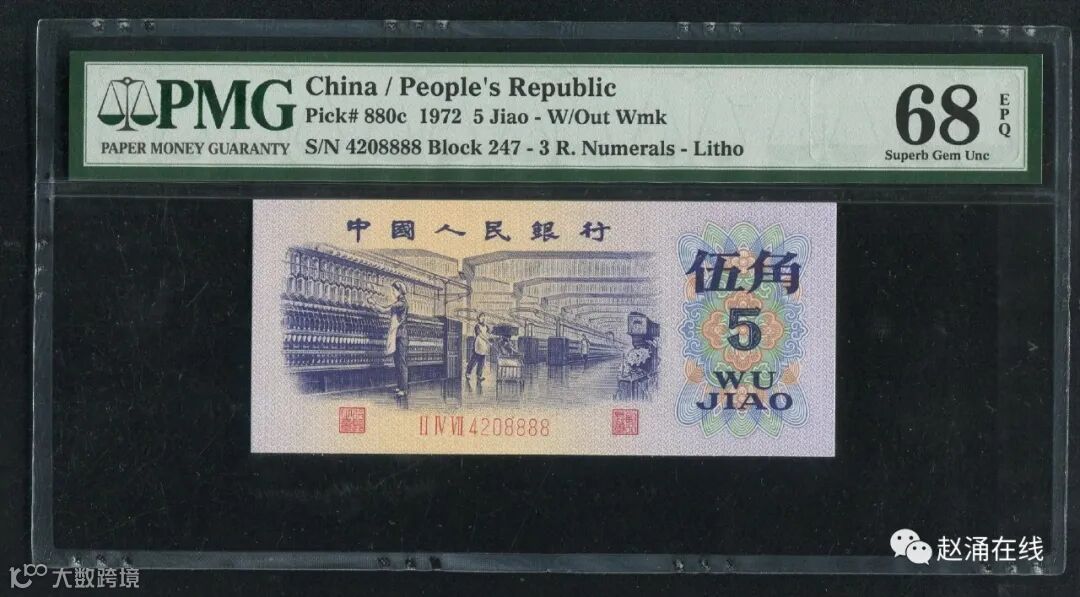 PMG
PAPER MONEY GUARANTY
China / People's Republic
Pick# 880c 1972 5 Jiao - W/Out Wmk
S/N 4208888 Block 247 - 3 R. Numerals - Litho
68
EPQ
Superb Gem Unc
中國人民銀行
伍角
5
WU
JIAO
II IV VII 4208888
赵涌在线
大数跨境